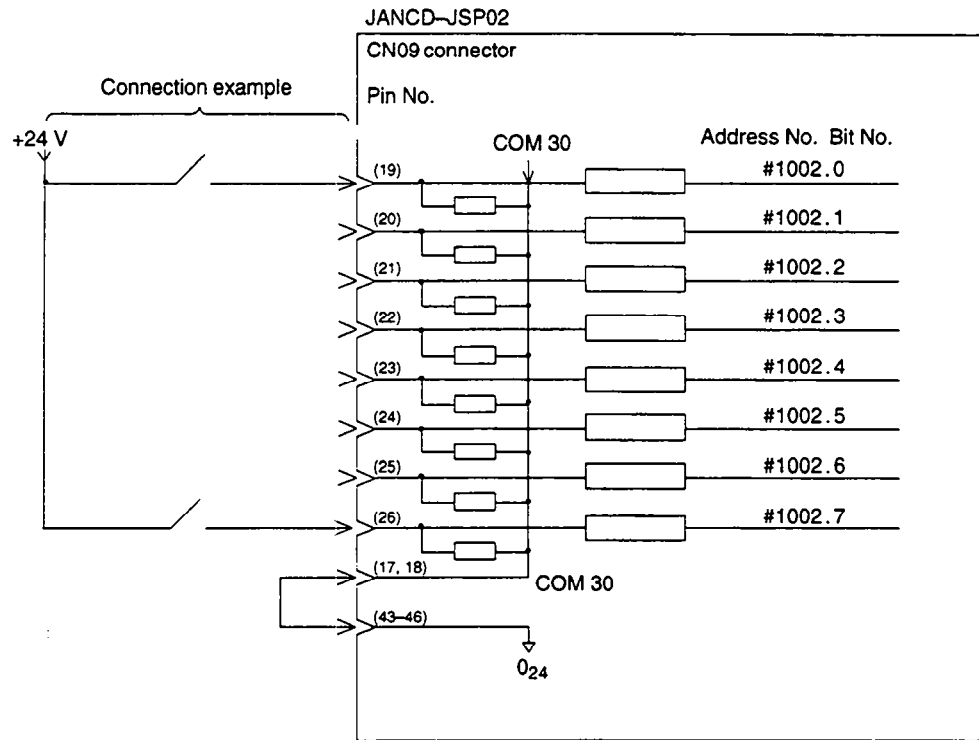 JANCD-JSP02
CN09 connector
Connection example
Pin No.
+24 V
COM 30
Address No. Bit No.
(19)
#1002.0
(20)
#1002.1
(21)
#1002.2
(22)
#1002.3
(23)
#1002.4
(24)
#1002.5
(25)
#1002.6
(26)
#1002.7
(17, 18)
COM 30
(43–46)
0₂₄